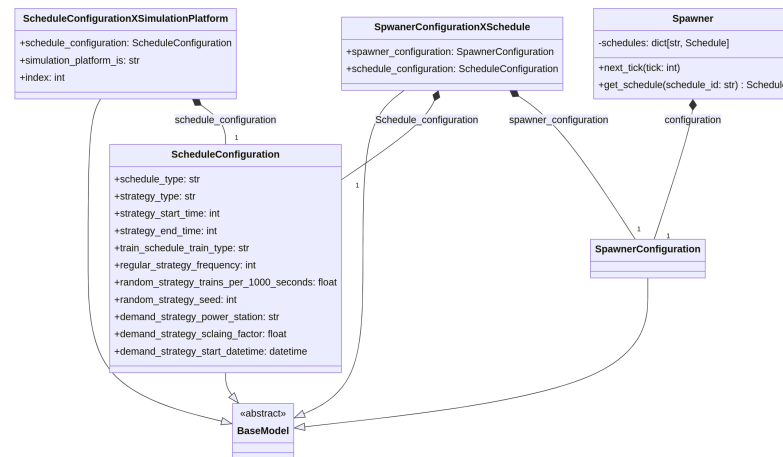 ScheduleConfigurationXSimulationPlatform
+schedule_configuration: ScheduleConfiguration
+simulation_platform_is: str
+index: int
SpwanerConfigurationXSchedule
+spawner_configuration: SpawnerConfiguration
+schedule_configuration: ScheduleConfiguration
Spawner
-schedules: dict[str, Schedule]
+next_tick(tick: int)
+get_schedule(schedule_id: str) : Schedule
schedule_configuration
Schedule_configuration
spawner_configuration
configuration
1
1
1
1
ScheduleConfiguration
+schedule_type: str
+strategy_type: str
+strategy_start_time: int
+strategy_end_time: int
+train_schedule_train_type: str
+regular_strategy_frequency: int
+random_strategy_trains_per_1000_seconds: float
+random_strategy_seed: int
+demand_strategy_power_station: str
+demand_strategy_sclaing_factor: float
+demand_strategy_start_datetime: datetime
SpawnerConfiguration
«abstract»
BaseModel